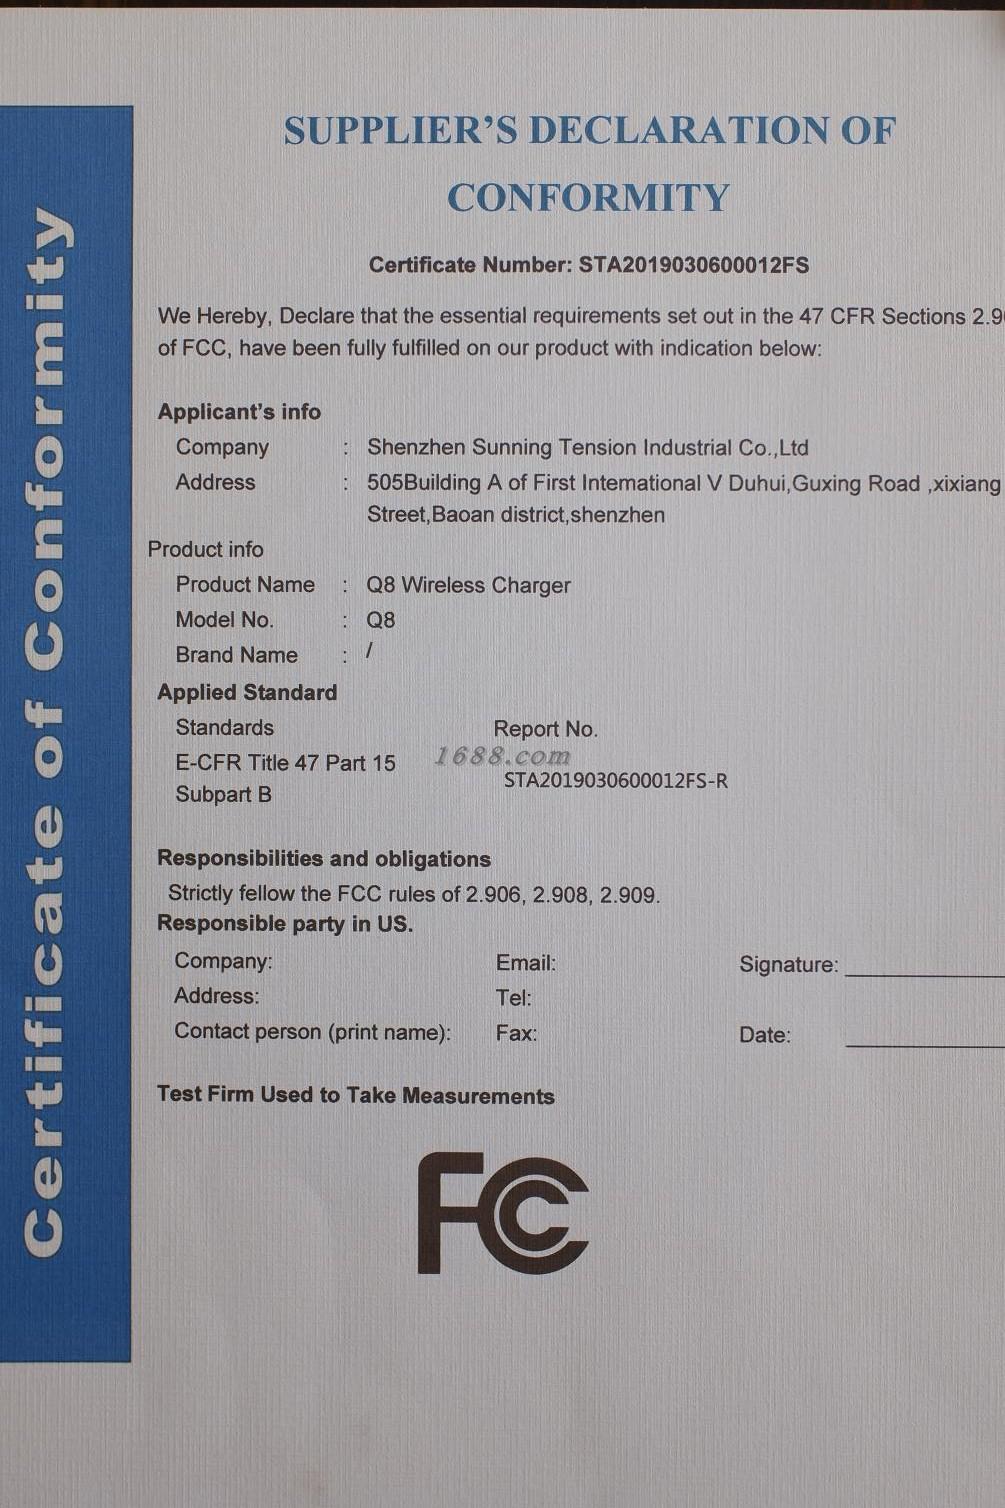 SUPPLIER'S DECLARATION OF
CONFORMITY
Certificate Number: STA2019030600012FS
We Hereby, Declare that the essential requirements set out in the 47 CFR Sections
of FCC, have been fully fulfilled on our product with indication below:
Applicant's info
Company : Shenzhen Sunning Tension Industrial Co.,Ltd
Address : 505Building A of First International V Duhui,Guxing Road ,xixiang
Street,Baoan district,shenzhen
Product info
Product Name : Q8 Wireless Charger
Model No. : Q8
Brand Name : /
Applied Standard
Standards Report No.
E-CFR Title 47 Part 15
1688.com
STA2019030600012FS-R
Subpart B
Responsibilities and obligations
Strictly fellow the FCC rules of 2.906, 2.908, 2.909.
Responsible party in US.
Company: Email: Signature:
Address: Tel:
Contact person (print name): Fax: Date:
Test Firm Used to Take Measurements
FCC
Certificate of Conformity